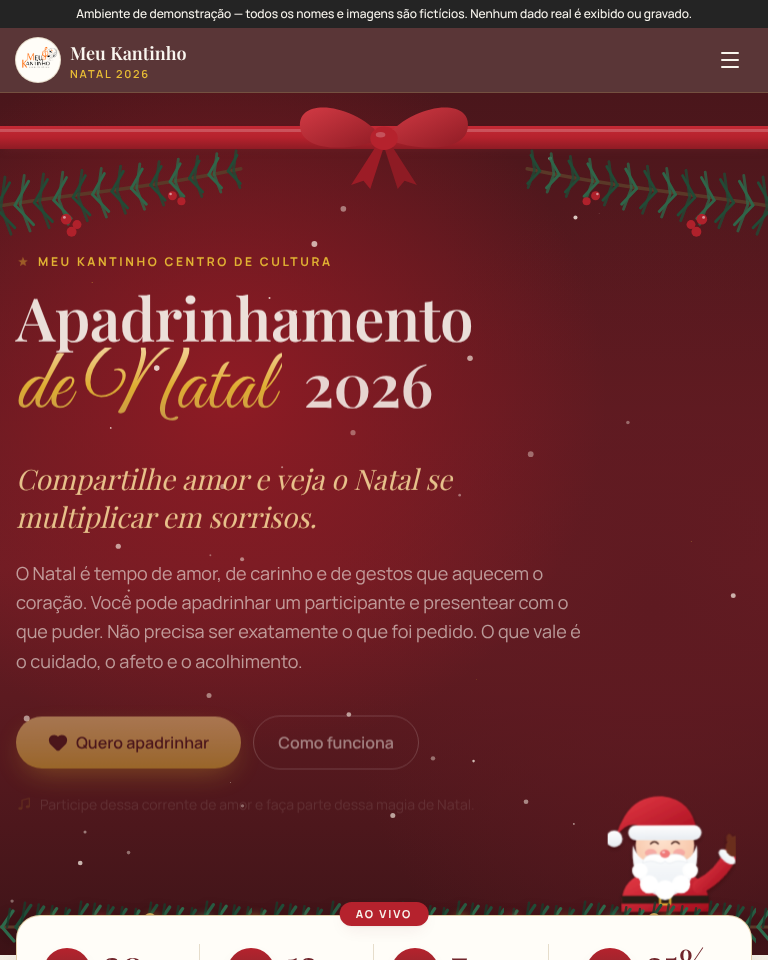 Ambiente de demonstração — todos os nomes e imagens são fictícios. Nenhum dado real é exibido ou gravado.
Meu Kantinho
NATAL 2026
MEU KANTINHO CENTRO DE CULTURA
Apadrinhamento
de Natal 2026
Compartilhe amor e veja o Natal se
multiplicar em sorrisos.
O Natal é tempo de amor, de carinho e de gestos que aquecem o
coração. Você pode apadrinhar um participante e presentear com o
que puder. Não precisa ser exatamente o que foi pedido. O que vale é
o cuidado, o afeto e o acolhimento.
Quero apadrinhar
Como funciona
Participe dessa corrente de amor e faça parte dessa magia de Natal.
AO VIVO